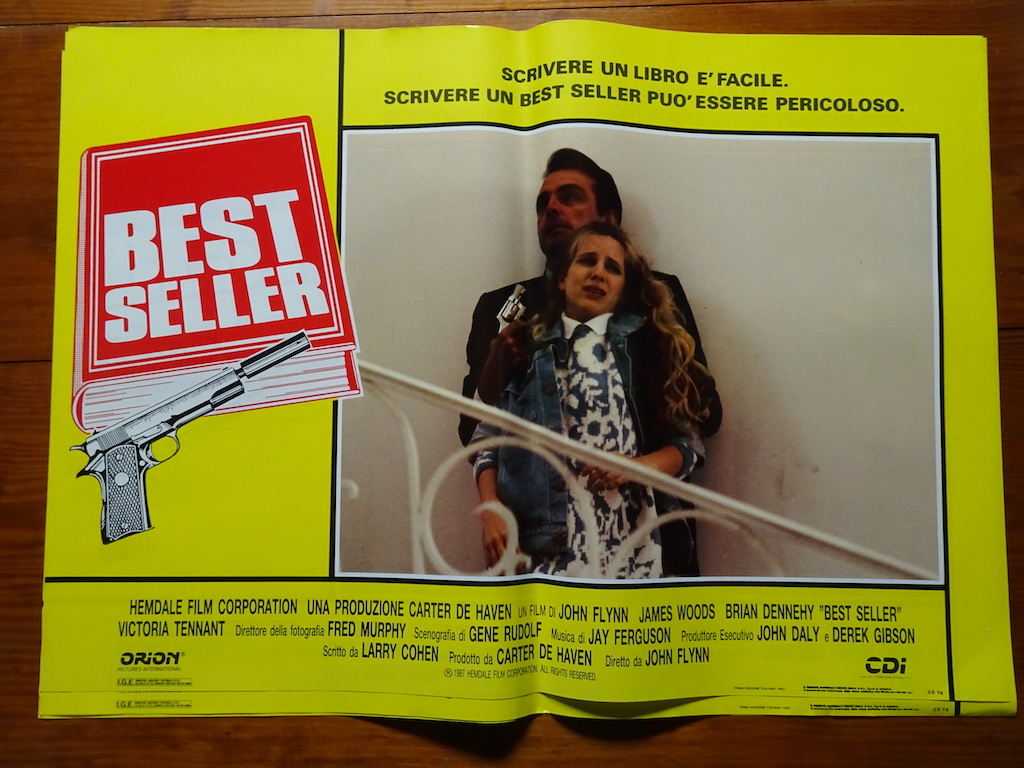 SCRIVERE UN LIBRO E' FACILE.
SCRIVERE UN BEST SELLER PUO' ESSERE PERICOLOSO.
BEST
SELLER
HEMDALE FILM CORPORATION UNA PRODUZIONE CARTER DE HAVEN UN FILM DI JOHN FLYNN JAMES WOODS BRIAN DENNEHY "BEST SELLER"
VICTORIA TENNANT Direttore della fotografia FRED MURPHY Scenografia di GENE RUDOLF Musica di JAY FERGUSON Produttore Esecutivo JOHN DALY e DEREK GIBSON
Scritto da LARRY COHEN Prodotto da CARTER DE HAVEN Diretto da JOHN FLYNN
ORION
PICTURES INTERNATIONAL
© 1987 HEMDALE FILM CORPORATION, ALL RIGHTS RESERVED.
CDi
I.G.E.
I.G.E.